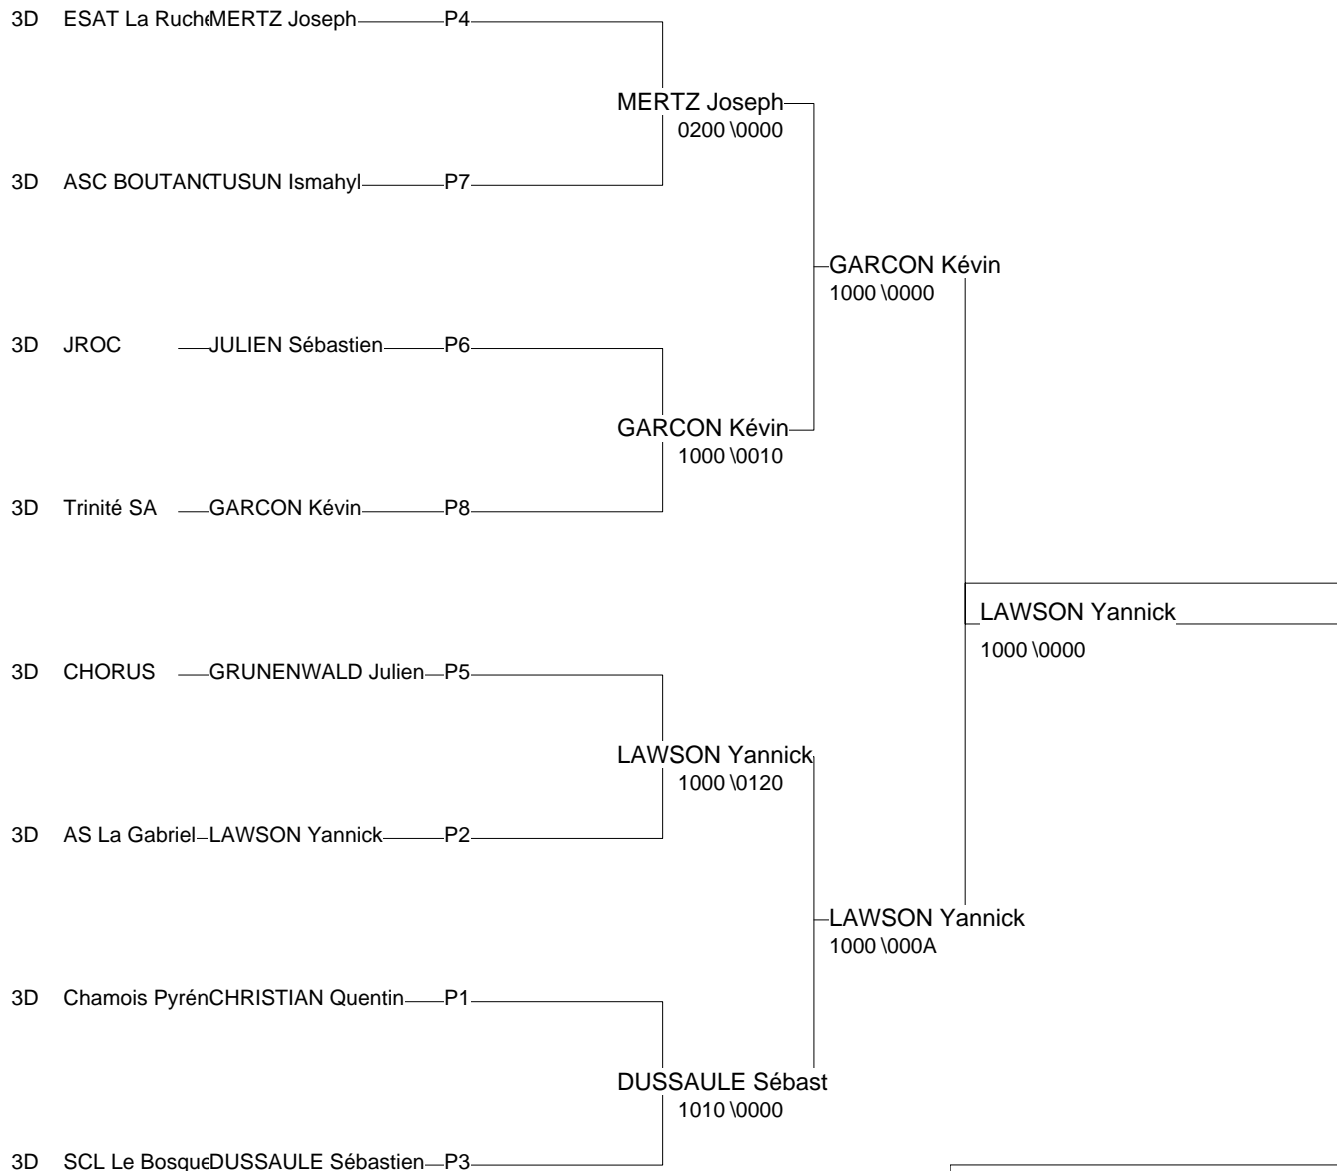 3D ESAT La Ruche MERTZ Joseph P4
MERTZ Joseph
0200 \0000
3D ASC BOUTANC TUSUN Ismahyl P7
GARCON Kévin
1000 \0000
3D JROC JULIEN Sébastien P6
GARCON Kévin
1000 \0010
3D Trinité SA GARCON Kévin P8
LAWSON Yannick
1000 \0000
3D CHORUS GRUNENWALD Julien P5
LAWSON Yannick
1000 \0120
3D AS La Gabriel LAWSON Yannick P2
LAWSON Yannick
1000 \000A
3D Chamois Pyrén CHRISTIAN Quentin P1
DUSSAULE Sébast
1010 \0000
3D SCL Le Bosque DUSSAULE Sébastien P3